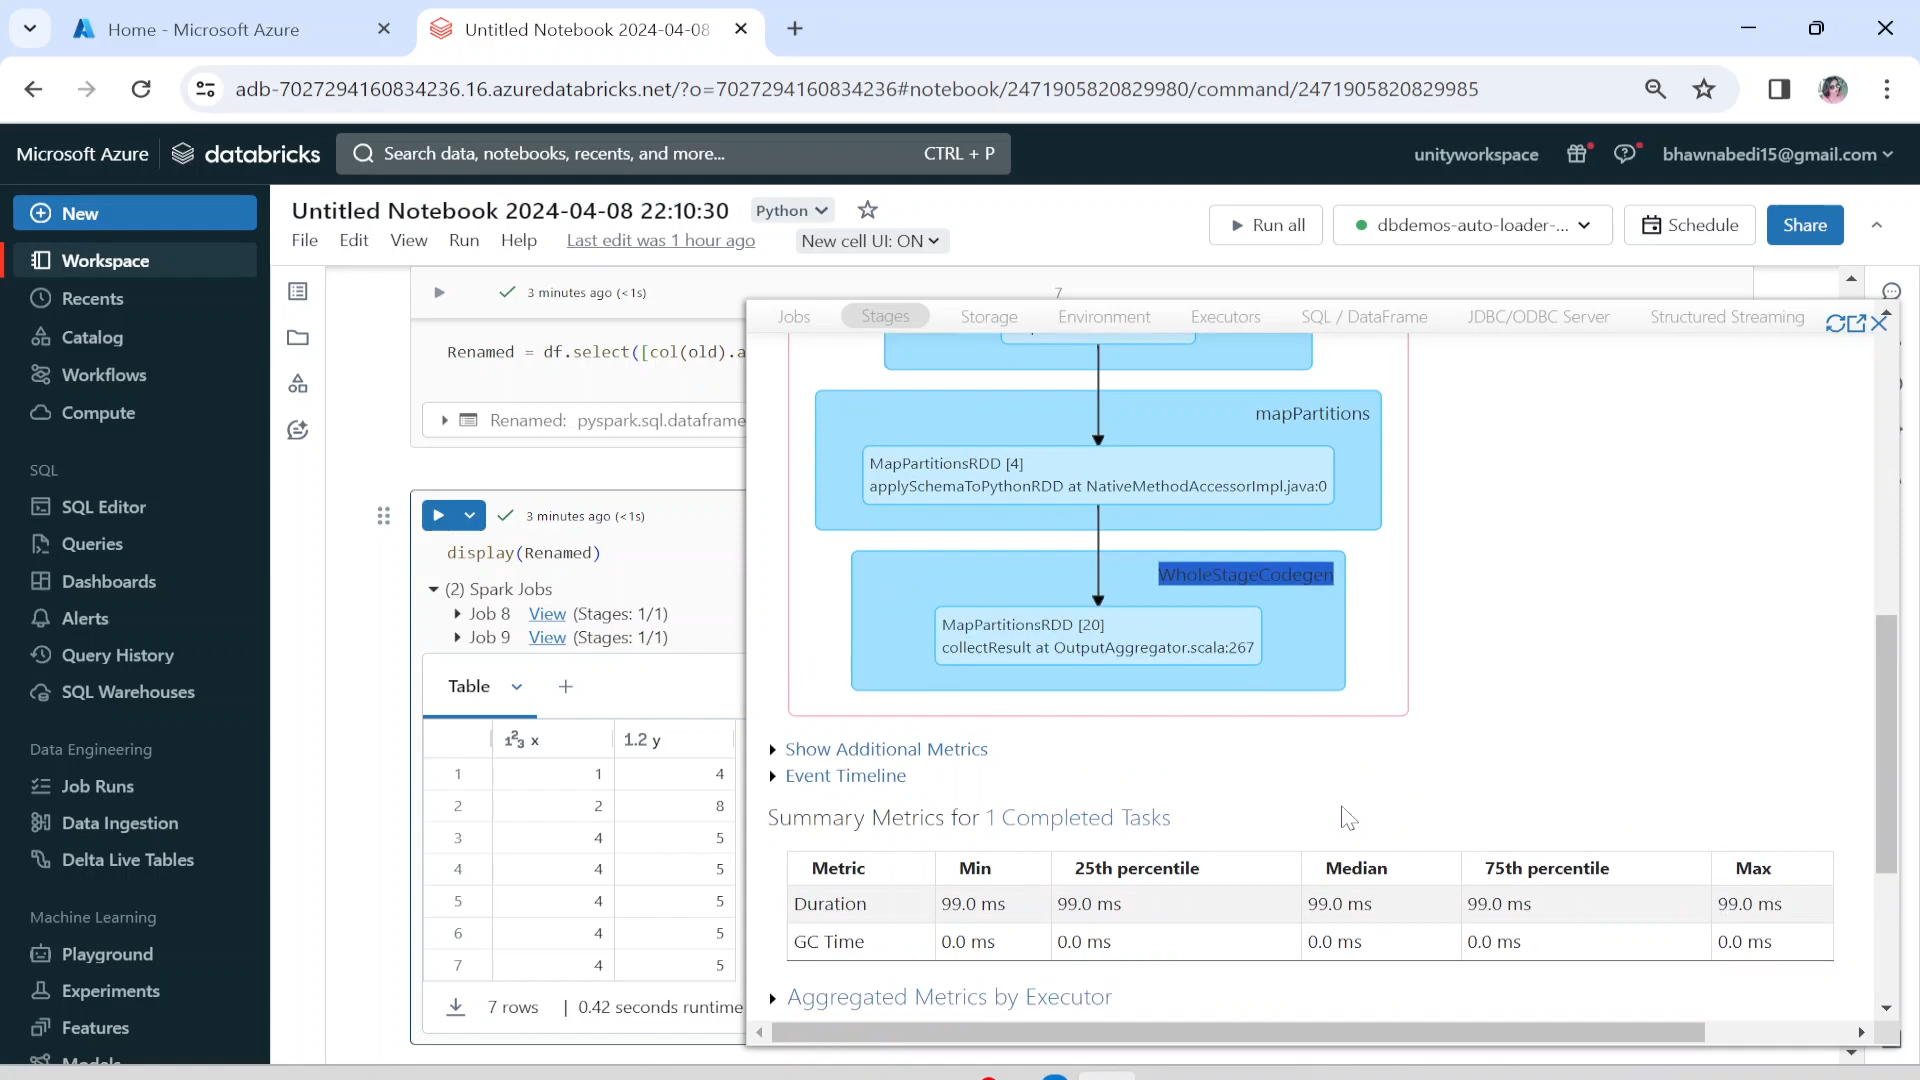 Home - Microsoft Azure
Untitled Notebook 2024-04-08
adb-7027294160834236.16.azuredatabricks.net/?o=7027294160834236#notebook/2471905820829980/command/2471905820829985
Microsoft Azure
databricks
Search data, notebooks, recents, and more...
CTRL + P
unityworkspace
bhawnabedi15@gmail.com
New
Workspace
Recents
Catalog
Workflows
Compute
SQL
SQL Editor
Queries
Dashboards
Alerts
Query History
SQL Warehouses
Data Engineering
Job Runs
Data Ingestion
Delta Live Tables
Machine Learning
Playground
Experiments
Features
Models
Untitled Notebook 2024-04-08 22:10:30
Python
File Edit View Run Help
Last edit was 1 hour ago
New cell UI: ON
Run all
dbdemos-auto-loader-...
Schedule
Share
3 minutes ago (<1s)
7
Renamed = df.select([col(old).a
Renamed: pyspark.sql.dataframe
3 minutes ago (<1s)
display(Renamed)
(2) Spark Jobs
Job 8 View (Stages: 1/1)
Job 9 View (Stages: 1/1)
Table
1²3 x 1.2 y
1 1 4
2 2 8
3 4 5
4 4 5
5 4 5
6 4 5
7 4 5
7 rows | 0.42 seconds runtime
Jobs Stages Storage Environment Executors SQL / DataFrame JDBC/ODBC Server Structured Streaming
mapPartitions
MapPartitionsRDD [4]
applySchemaToPythonRDD at NativeMethodAccessorImpl.java:0
WholeStageCodegen
MapPartitionsRDD [20]
collectResult at OutputAggregator.scala:267
Show Additional Metrics
Event Timeline
Summary Metrics for 1 Completed Tasks
Metric Min 25th percentile Median 75th percentile Max
Duration 99.0 ms 99.0 ms 99.0 ms 99.0 ms 99.0 ms
GC Time 0.0 ms 0.0 ms 0.0 ms 0.0 ms 0.0 ms
Aggregated Metrics by Executor